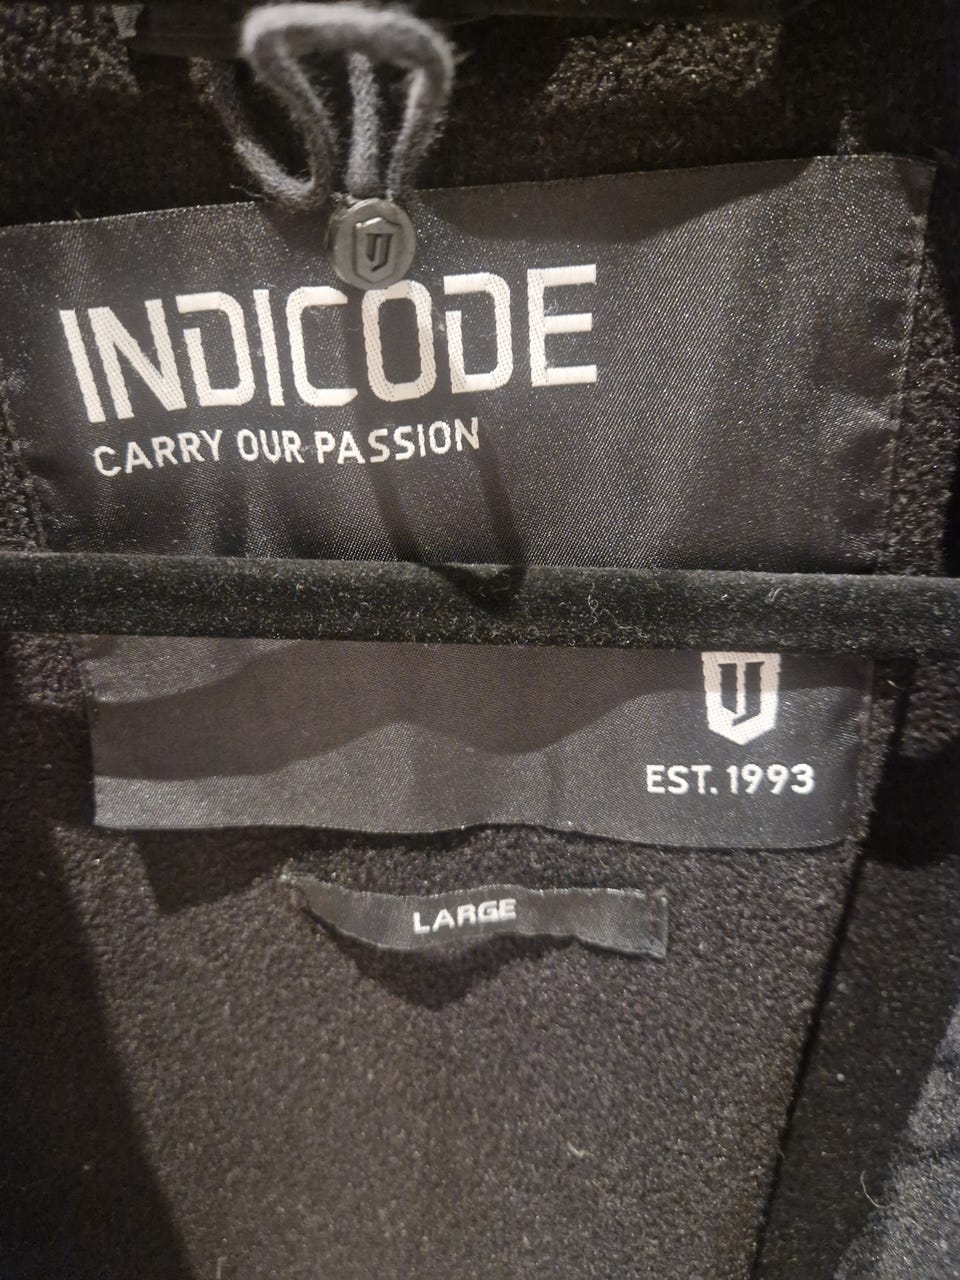 INDICODE
CARRY OUR PASSION
EST. 1993
LARGE